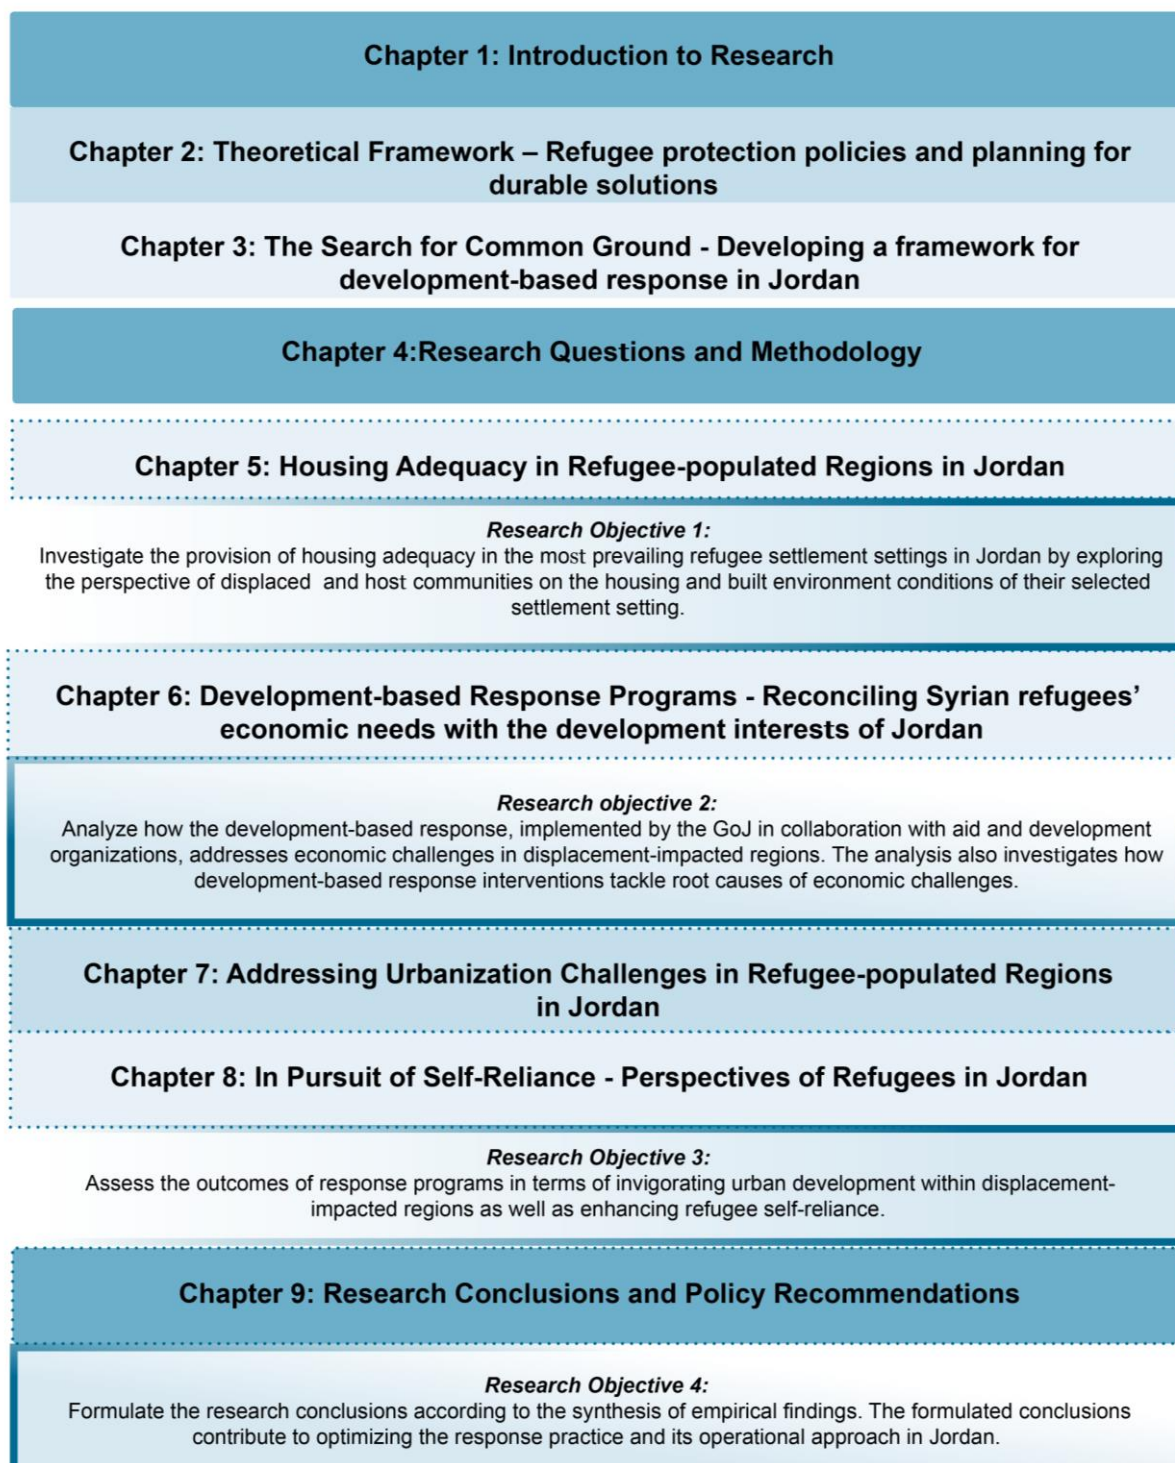 Chapter 1: Introduction to Research
Chapter 2: Theoretical Framework – Refugee protection policies and planning for
durable solutions
Chapter 3: The Search for Common Ground - Developing a framework for
development-based response in Jordan
Chapter 4:Research Questions and Methodology
Chapter 5: Housing Adequacy in Refugee-populated Regions in Jordan
Research Objective 1:
Investigate the provision of housing adequacy in the most prevailing refugee settlement settings in Jordan by exploring
the perspective of displaced and host communities on the housing and built environment conditions of their selected
settlement setting.
Chapter 6: Development-based Response Programs - Reconciling Syrian refugees’
economic needs with the development interests of Jordan
Research objective 2:
Analyze how the development-based response, implemented by the GoJ in collaboration with aid and development
organizations, addresses economic challenges in displacement-impacted regions. The analysis also investigates how
development-based response interventions tackle root causes of economic challenges.
Chapter 7: Addressing Urbanization Challenges in Refugee-populated Regions
in Jordan
Chapter 8: In Pursuit of Self-Reliance - Perspectives of Refugees in Jordan
Research Objective 3:
Assess the outcomes of response programs in terms of invigorating urban development within displacement-
impacted regions as well as enhancing refugee self-reliance.
Chapter 9: Research Conclusions and Policy Recommendations
Research Objective 4:
Formulate the research conclusions according to the synthesis of empirical findings. The formulated conclusions
contribute to optimizing the response practice and its operational approach in Jordan.